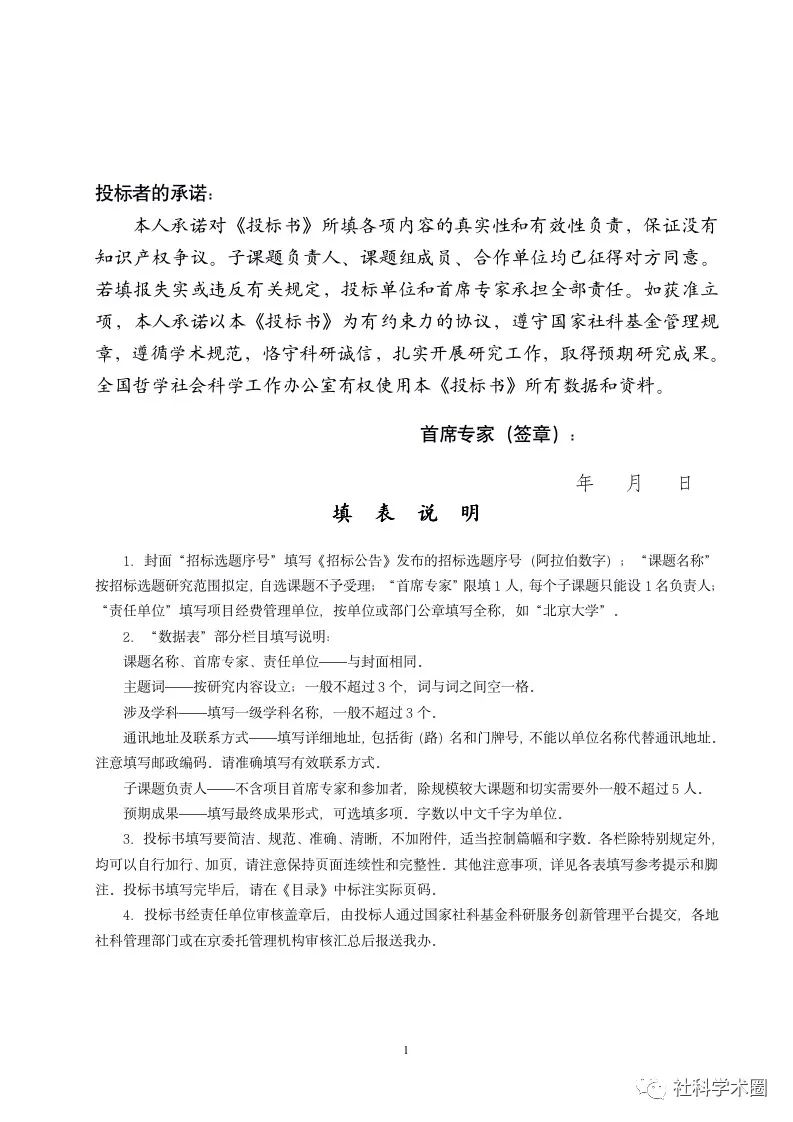 投标者的承诺：
本人承诺对《投标书》所填各项内容的真实性和有效性负责，保证没有
知识产权争议。子课题负责人、课题组成员、合作单位均已征得对方同意。
若填报失实或违反有关规定，投标单位和首席专家承担全部责任。如获准立
项，本人承诺以本《投标书》为有约束力的协议，遵守国家社科基金管理规
章，遵循学术规范，恪守科研诚信，扎实开展研究工作，取得预期研究成果。
全国哲学社会科学工作办公室有权使用本《投标书》所有数据和资料。
首席专家（签章）：
年 月 日
填 表 说 明
1. 封面“招标选题序号”填写《招标公告》发布的招标选题序号（阿拉伯数字）；“课题名称”
按招标选题研究范围拟定，自选课题不予受理；“首席专家”限填 1 人，每个子课题只能设 1 名负责人；
“责任单位”填写项目经费管理单位，按单位或部门公章填写全称，如“北京大学”．
2. “数据表”部分栏目填写说明：
课题名称、首席专家、责任单位——与封面相同．
主题词——按研究内容设立；一般不超过 3 个，词与词之间空一格．
涉及学科——填写一级学科名称，一般不超过 3 个．
通讯地址及联系方式——填写详细地址，包括街（路）名和门牌号，不能以单位名称代替通讯地址．
注意填写邮政编码．请准确填写有效联系方式．
子课题负责人——不含项目首席专家和参加者，除规模较大课题和切实需要外一般不超过 5 人．
预期成果——填写最终成果形式，可选填多项．字数以中文千字为单位．
3. 投标书填写要简洁、规范、准确、清晰，不加附件，适当控制篇幅和字数．各栏除特别规定外，
均可以自行加行、加页，请注意保持页面连续性和完整性．其他注意事项，详见各表填写参考提示和脚
注．投标书填写完毕后，请在《目录》中标注实际页码．
4. 投标书经责任单位审核盖章后，由投标人通过国家社科基金科研服务创新管理平台提交，各地
社科管理部门或在京委托管理机构审核汇总后报送我办．
1
社科学术圈